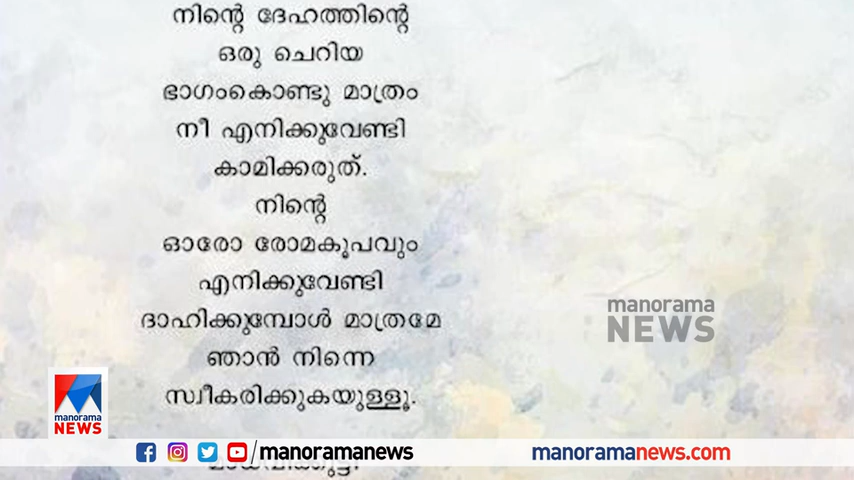 നിന്റെ ദേഹത്തിന്റെ
ഒരു ചെറിയ
ഭാഗംകൊണ്ടു മാത്രം
നീ എനിക്കുവേണ്ടി
കാമിക്കരുത്.
നിന്റെ
ഓരോ രോമകൂപവും
എനിക്കുവേണ്ടി
ദാഹിക്കുമ്പോൾ മാത്രമേ
ഞാൻ നിന്നെ
സ്വീകരിക്കുകയുള്ളൂ.
manorama
NEWS
manorama
NEWS
/manoramanews
manoramanews.com